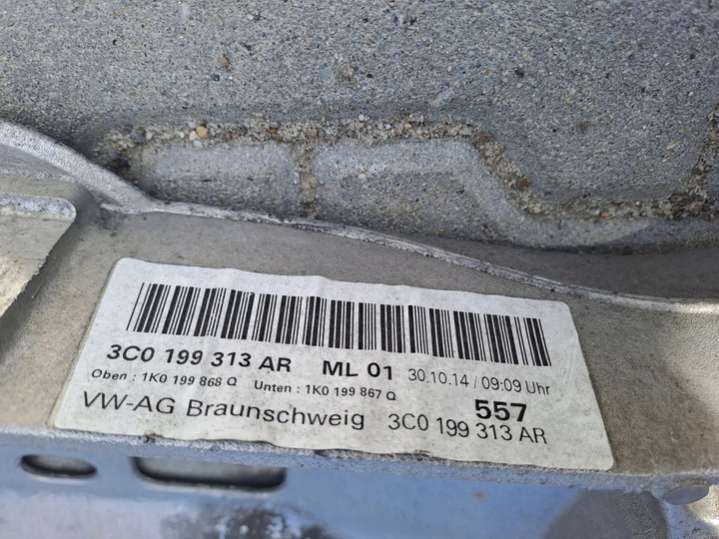 3C0 199 313 AR ML 01 30.10.14 / 09:09 Uhr
Oben : 1K0 199 868 Q Unten : 1K0 199 867 Q 557
VW-AG Braunschweig 3C0 199 313 AR